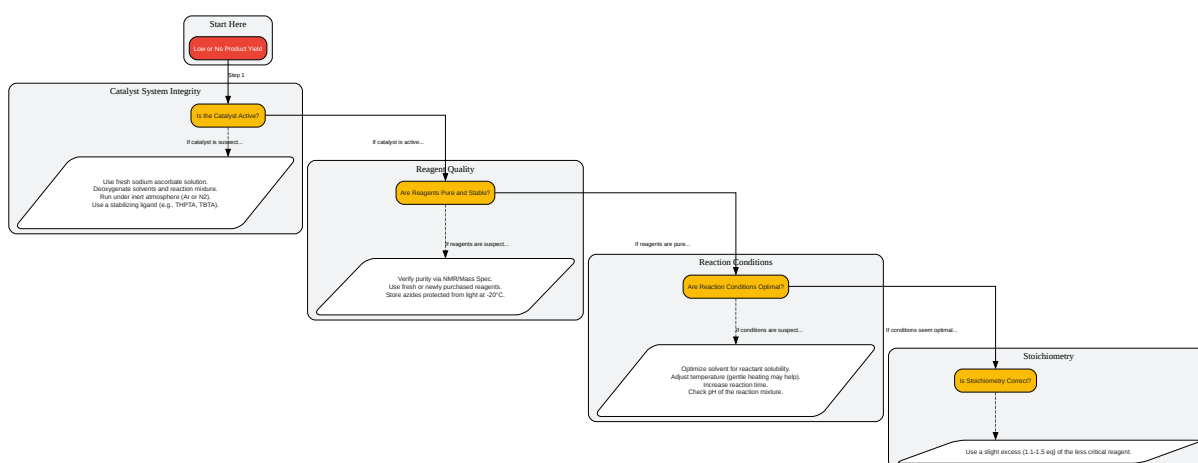 Start Here
Low or No Product Yield
Step 1
Catalyst System Integrity
Is the Catalyst Active?
If catalyst is suspect...
If catalyst is active...
Use fresh sodium ascorbate solution.
Deoxygenate solvents and reaction mixture.
Run under inert atmosphere (Ar or N2).
Use a stabilizing ligand (e.g., THPTA, TBTA).
Reagent Quality
Are Reagents Pure and Stable?
If reagents are suspect...
If reagents are pure...
Verify purity via NMR/Mass Spec.
Use fresh or newly purchased reagents.
Store azides protected from light at -20°C.
Reaction Conditions
Are Reaction Conditions Optimal?
If conditions are suspect...
If conditions seem optimal...
Optimize solvent for reactant solubility.
Adjust temperature (gentle heating may help).
Increase reaction time.
Check pH of the reaction mixture.
Stoichiometry
Is Stoichiometry Correct?
Use a slight excess (1.1-1.5 eq) of the less critical reagent.